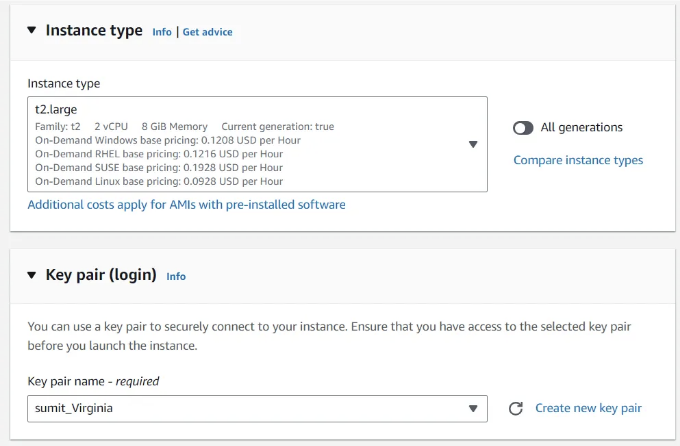 Instance type Info | Get advice
Instance type
t2.large
Family: t2 2 vCPU 8 GiB Memory Current generation: true
On-Demand Windows base pricing: 0.1208 USD per Hour
On-Demand RHEL base pricing: 0.1216 USD per Hour
On-Demand SUSE base pricing: 0.1928 USD per Hour
On-Demand Linux base pricing: 0.0928 USD per Hour
All generations
Compare instance types
Additional costs apply for AMIs with pre-installed software
Key pair (login) Info
You can use a key pair to securely connect to your instance. Ensure that you have access to the selected key pair
before you launch the instance.
Key pair name - required
sumit_Virginia
Create new key pair